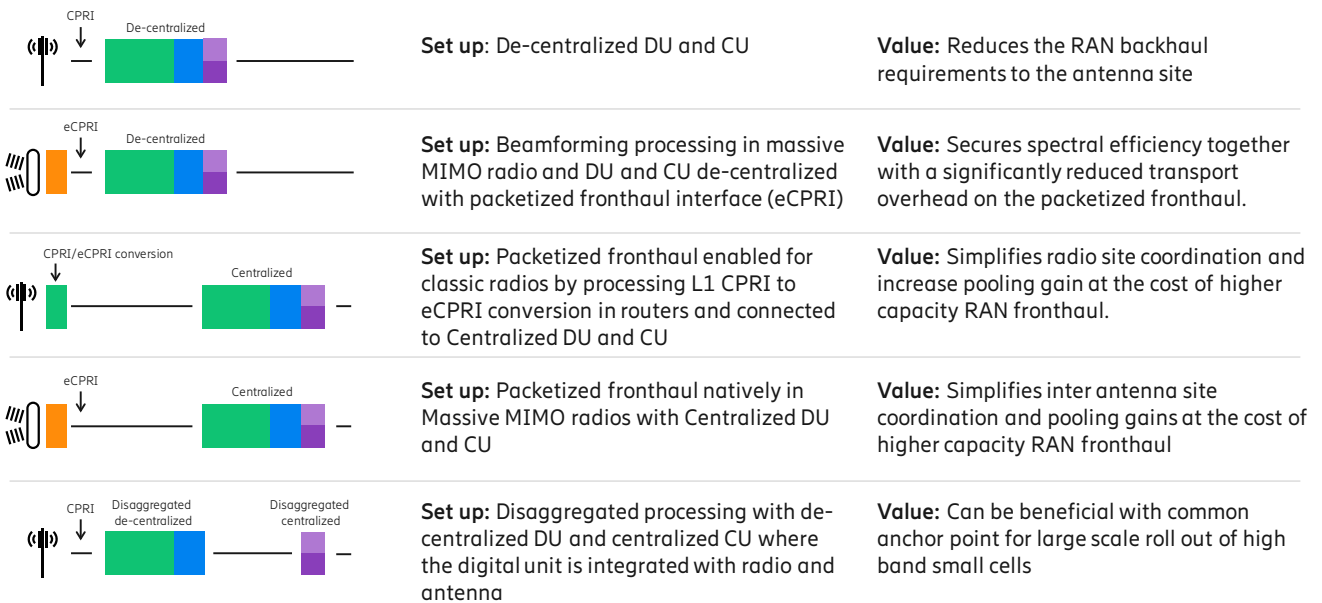 CPRI
De-centralized
Set up: De-centralized DU and CU
Value: Reduces the RAN backhaul
requirements to the antenna site
eCPRI
De-centralized
Set up: Beamforming processing in massive
MIMO radio and DU and CU de-centralized
with packetized fronthaul interface (eCPRI)
Value: Secures spectral efficiency together
with a significantly reduced transport
overhead on the packetized fronthaul.
CPRI/eCPRI conversion
Centralized
Set up: Packetized fronthaul enabled for
classic radios by processing L1 CPRI to
eCPRI conversion in routers and connected
to Centralized DU and CU
Value: Simplifies radio site coordination and
increase pooling gain at the cost of higher
capacity RAN fronthaul.
eCPRI
Centralized
Set up: Packetized fronthaul natively in
Massive MIMO radios with Centralized DU
and CU
Value: Simplifies inter antenna site
coordination and pooling gains at the cost of
higher capacity RAN fronthaul
CPRI
Disaggregated
de-centralized
Disaggregated
centralized
Set up: Disaggregated processing with de-
centralized DU and centralized CU where
the digital unit is integrated with radio and
antenna
Value: Can be beneficial with common
anchor point for large scale roll out of high
band small cells